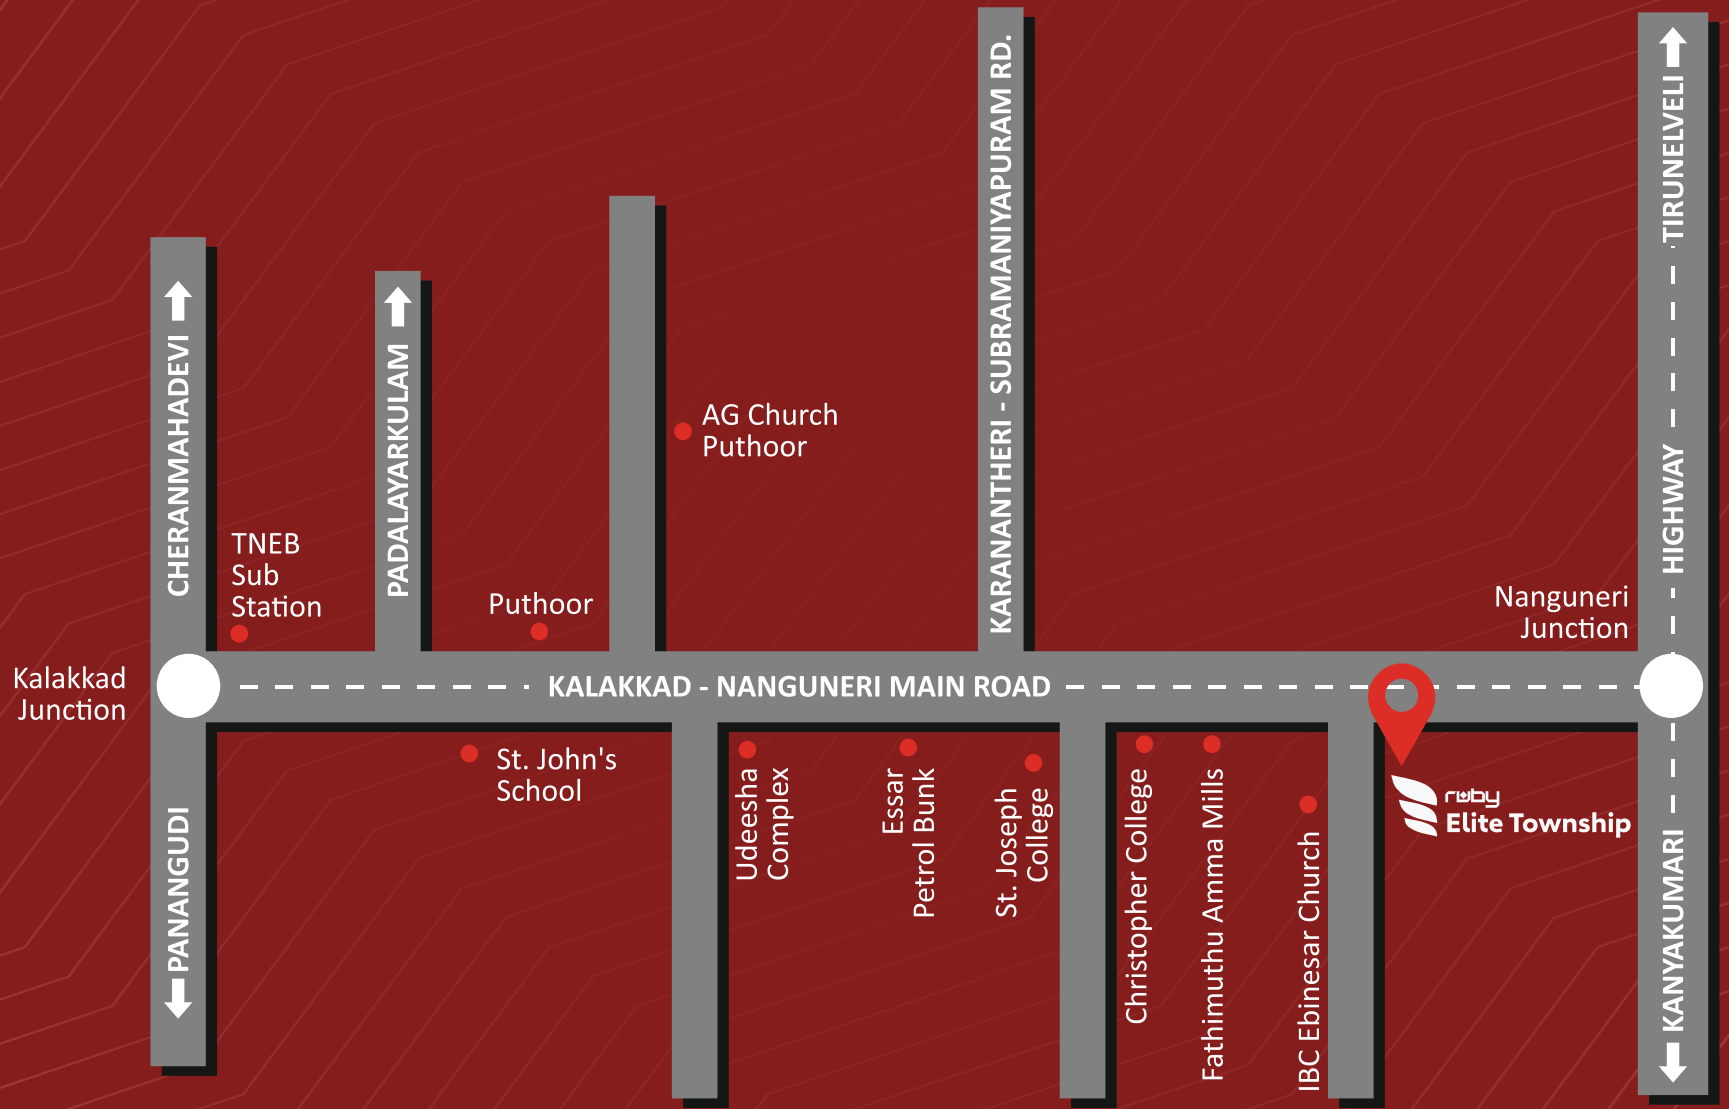 KARANANTHERI - SUBRAMANIYAPURAM RD.
TIRUNELVELI
HIGHWAY
KANYAKUMARI
CHERANMAHADEVI
PADALAYARKULAM
AG Church
Puthoor
TNEB
Sub
Station
Puthoor
Nanguneri
Junction
Kalakkad
Junction
KALAKKAD - NANGUNERI MAIN ROAD
PANANGUDI
St. John's
School
Udeesha
Complex
Essar
Petrol Bunk
St. Joseph
College
Christopher College
Fathimuthu Amma Mills
IBC Ebinesar Church
ruby
Elite Township